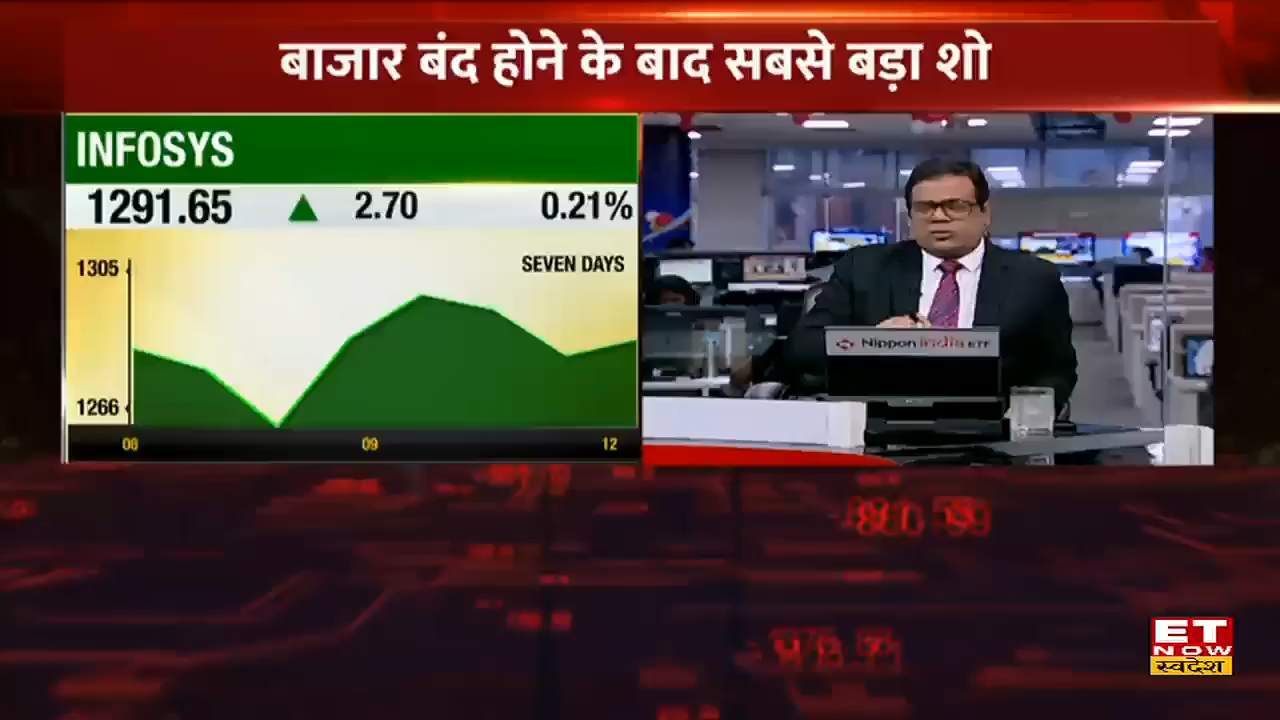 बाजार बंद होने के बाद सबसे बड़ा शो
INFOSYS
1291.65 ▲ 2.70 0.21%
SEVEN DAYS
1305
1266
08 09 12
Nippon India ETF
ET
NOW
स्वदेश